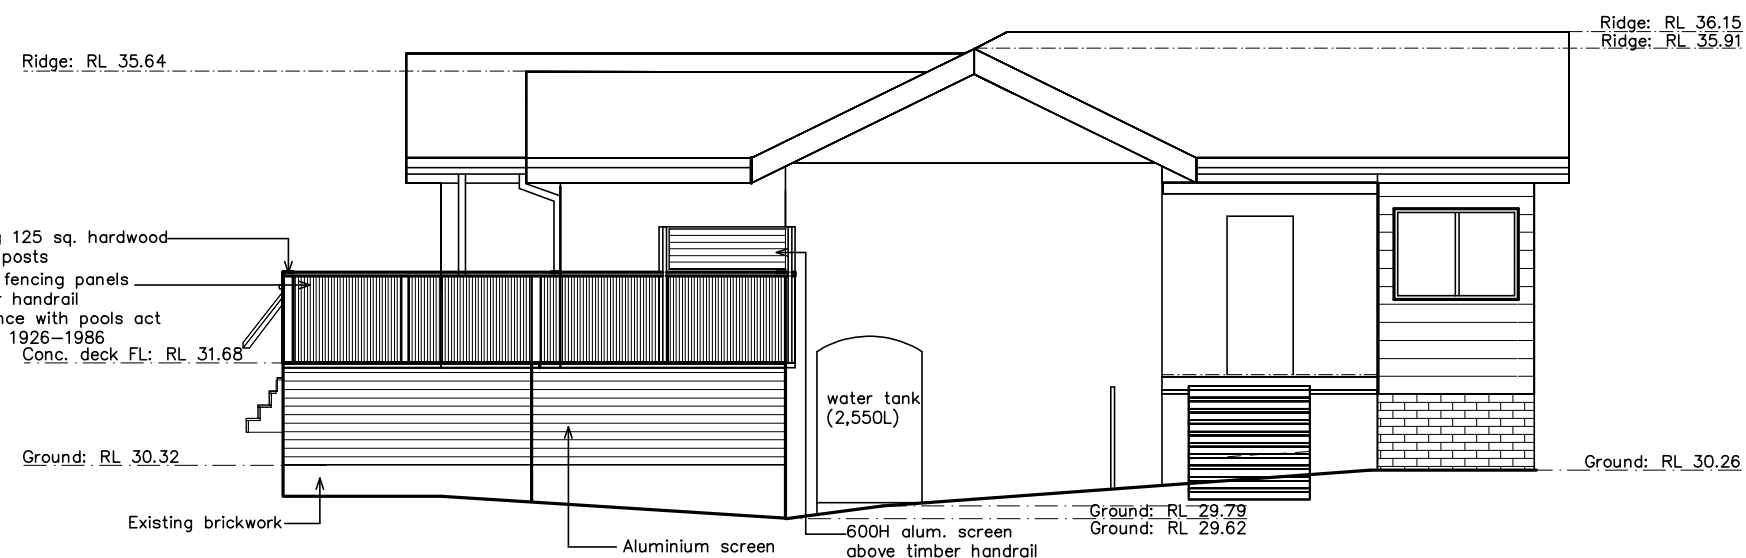 Ridge: RL 36.15
Ridge: RL 35.91
Ridge: RL 35.64
125 sq. hardwood
posts
fencing panels
handrail
with pools act
1926-1986
Conc. deck FL: RL 31.68
water tank
(2,550L)
Ground: RL 30.32
Ground: RL 30.26
Existing brickwork
Aluminium screen
600H alum. screen
above timber handrail
Ground: RL 29.79
Ground: RL 29.62